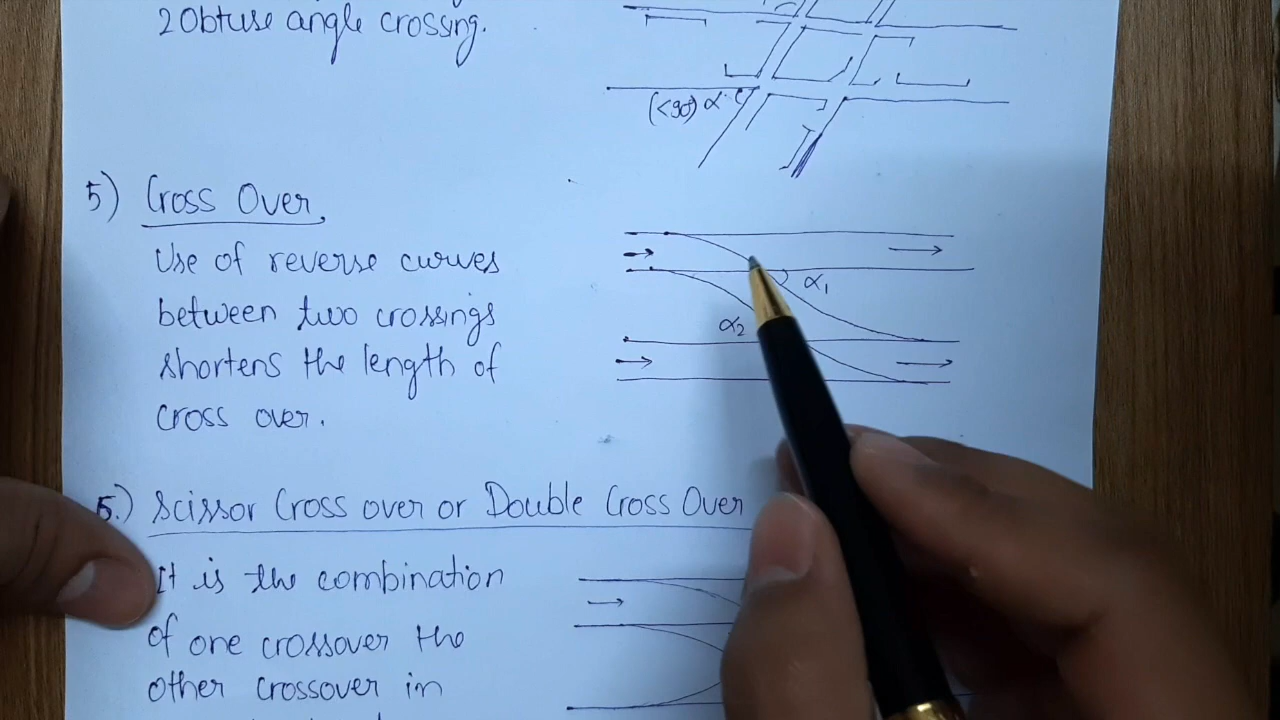 2 Obtuse angle crossing.
(<90°) α
5) Cross Over,
Use of reverse curves
between two crossings
shortens the length of
cross over.
α1
α2
5.) Scissor Cross over or Double Cross Over
It is the combination
of one crossover the
other crossover in